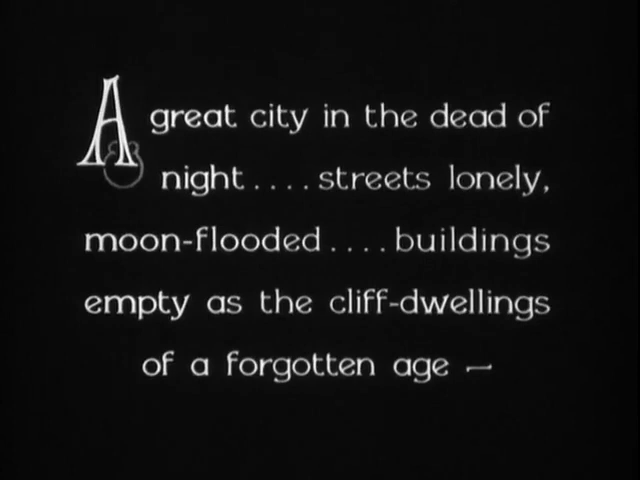 A great city in the dead of
night....streets lonely,
moon-flooded....buildings
empty as the cliff-dwellings
of a forgotten age —